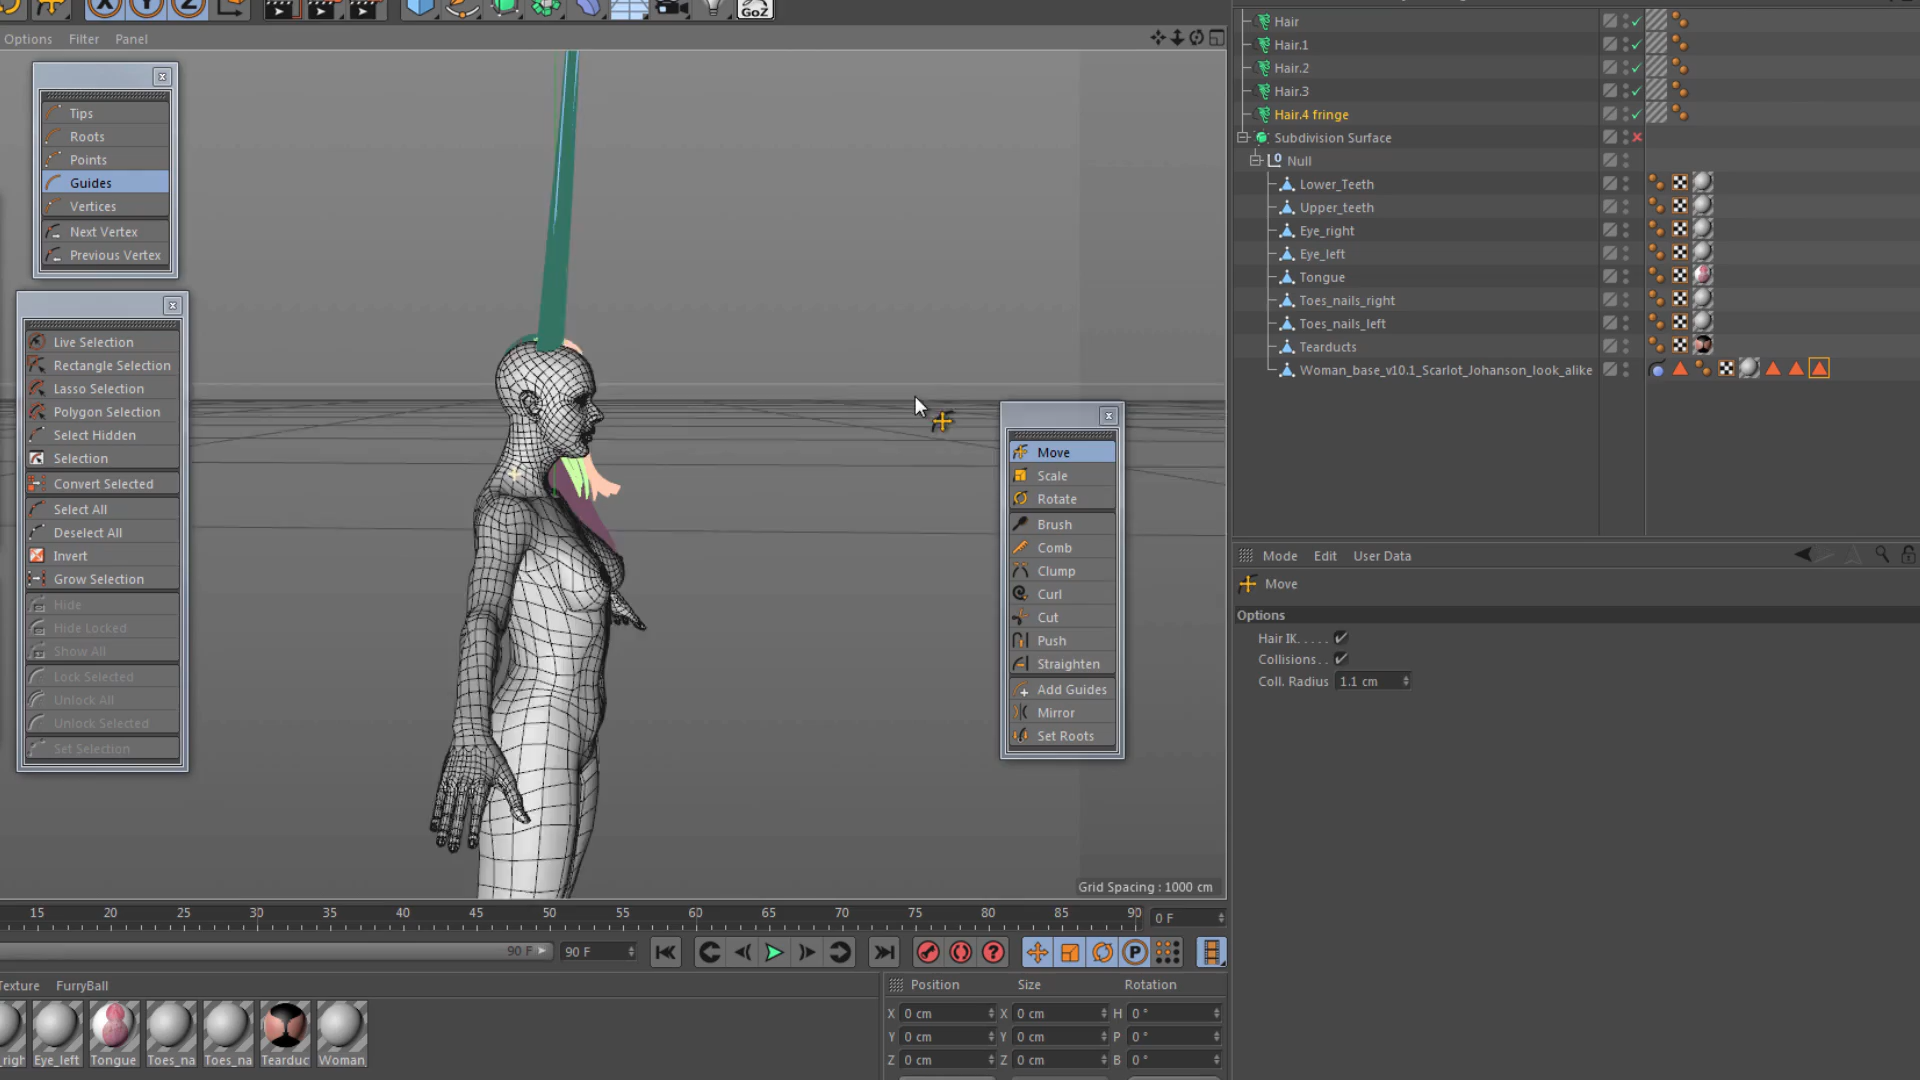 GoZ
Options Filter Panel
Tips
Roots
Points
Guides
Vertices
Next Vertex
Previous Vertex
Live Selection
Rectangle Selection
Lasso Selection
Polygon Selection
Select Hidden
Selection
Convert Selected
Select All
Deselect All
Invert
Grow Selection
Hide
Hide Locked
Show All
Lock Selected
Unlock All
Unlock Selected
Set Selection
Move
Scale
Rotate
Brush
Comb
Clump
Curl
Cut
Push
Straighten
Add Guides
Mirror
Set Roots
Grid Spacing : 1000 cm
Hair
Hair.1
Hair.2
Hair.3
Hair.4 fringe
Subdivision Surface
Null
Lower_Teeth
Upper_teeth
Eye_right
Eye_left
Tongue
Toes_nails_right
Toes_nails_left
Tearducts
Woman_base_v10.1_Scarlot_Johanson_look_alike
Mode Edit User Data
Move
Options
Hair IK. . . . .
Collisions. .
Coll. Radius 1.1 cm
15 20 25 30 35 40 45 50 55 60 65 70 75 80 85 90 0 F
90 F 90 F
P
Texture FurryBall
_righ Eye_left Tongue Toes_na Toes_na Tearduc Woman
Position Size Rotation
X 0 cm X 0 cm H 0 °
Y 0 cm Y 0 cm P 0 °
Z 0 cm Z 0 cm B 0 °